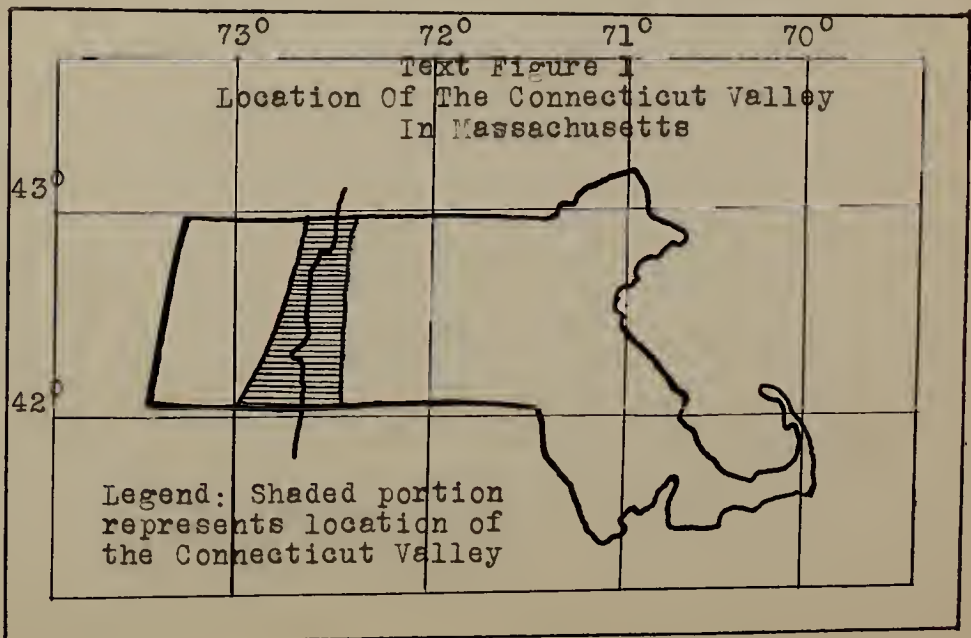 73° 72° 71° 70°
Text Figure 1
Location Of The Connecticut Valley
In Massachusetts
43°
42°
Legend: Shaded portion
represents location of
the Connecticut Valley